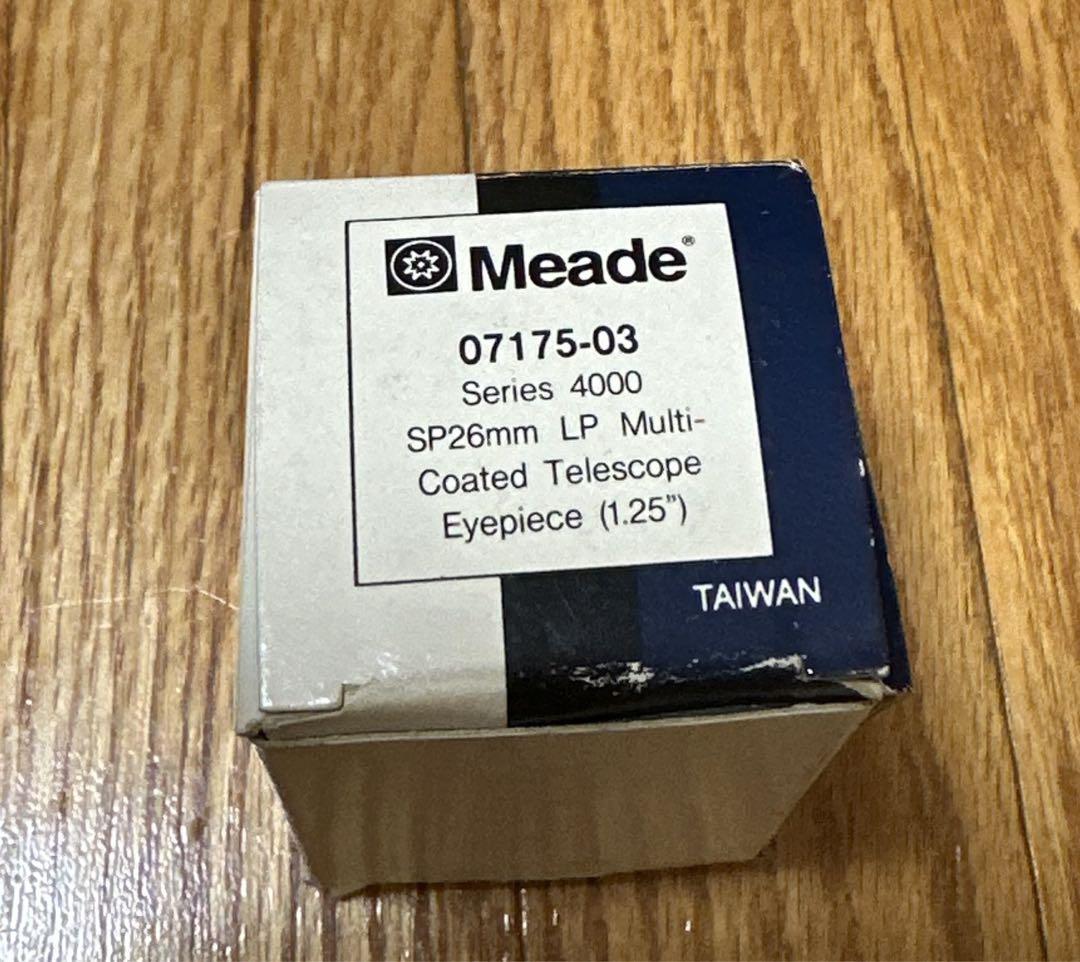 Meade®
07175-03
Series 4000
SP26mm LP Multi-
Coated Telescope
Eyepiece (1.25")
TAIWAN